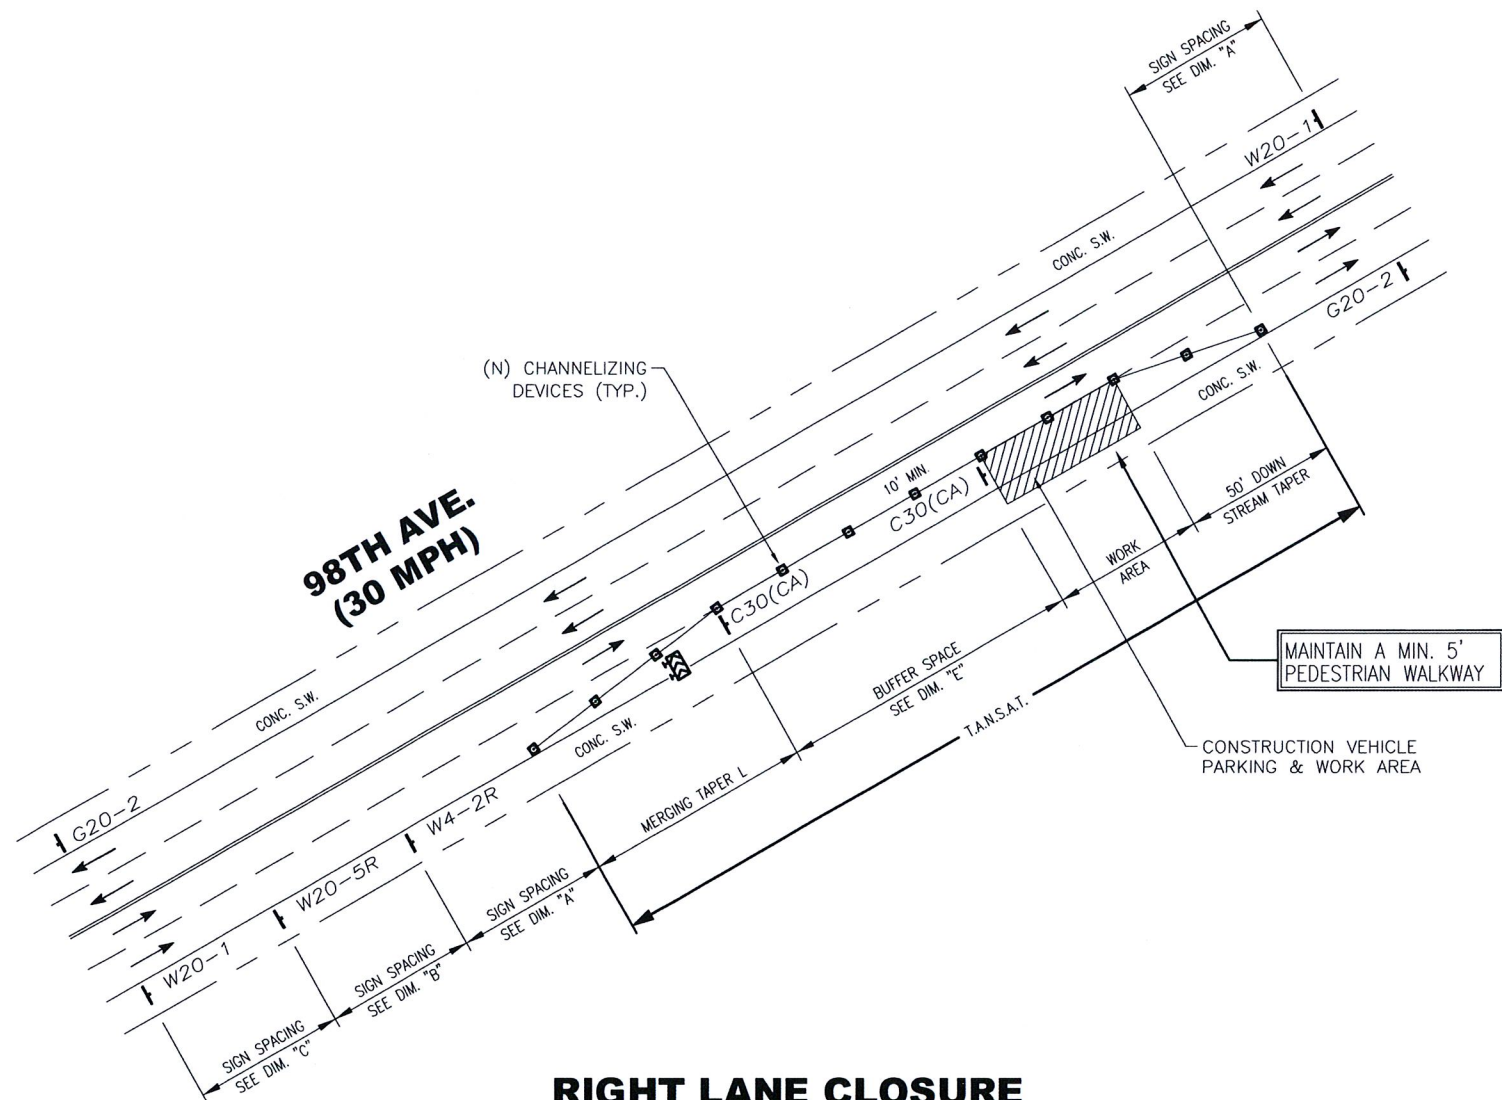 SIGN SPACING
SEE DIM. "A"
W20-1
CONC. S.W.
G20-2
(N) CHANNELIZING
DEVICES (TYP.)
CONC. S.W.
10' MIN.
C30(CA)
50' DOWN
STREAM TAPER
98TH AVE.
(30 MPH)
WORK
AREA
C30(CA)
MAINTAIN A MIN. 5'
PEDESTRIAN WALKWAY
BUFFER SPACE
SEE DIM. "E"
T.A.N.S.A.T.
CONC. S.W.
CONC. S.W.
CONSTRUCTION VEHICLE
PARKING & WORK AREA
MERGING TAPER L
G20-2
W4-2R
W20-5R
W20-1
SIGN SPACING
SEE DIM. "A"
SIGN SPACING
SEE DIM. "B"
SIGN SPACING
SEE DIM. "C"
RIGHT LANE CLOSURE